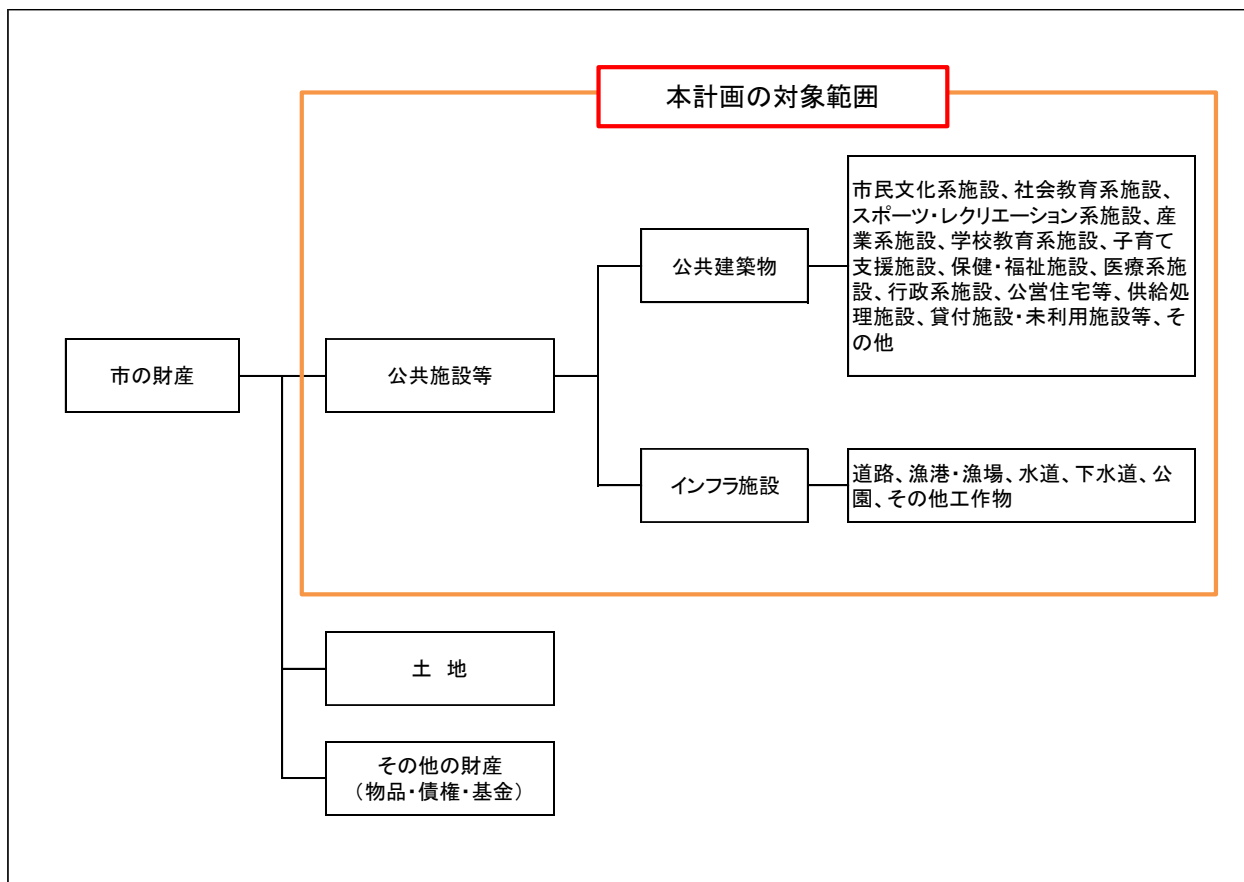 本計画の対象範囲
市民文化系施設、社会教育系施設、
スポーツ・レクリエーション系施設、産
業系施設、学校教育系施設、子育て
支援施設、保健・福祉施設、医療系施
設、行政系施設、公営住宅等、供給処
理施設、貸付施設・未利用施設等、そ
の他
公共建築物
市の財産
公共施設等
インフラ施設
道路、漁港・漁場、水道、下水道、公
園、その他工作物
土　地
その他の財産
（物品・債権・基金）